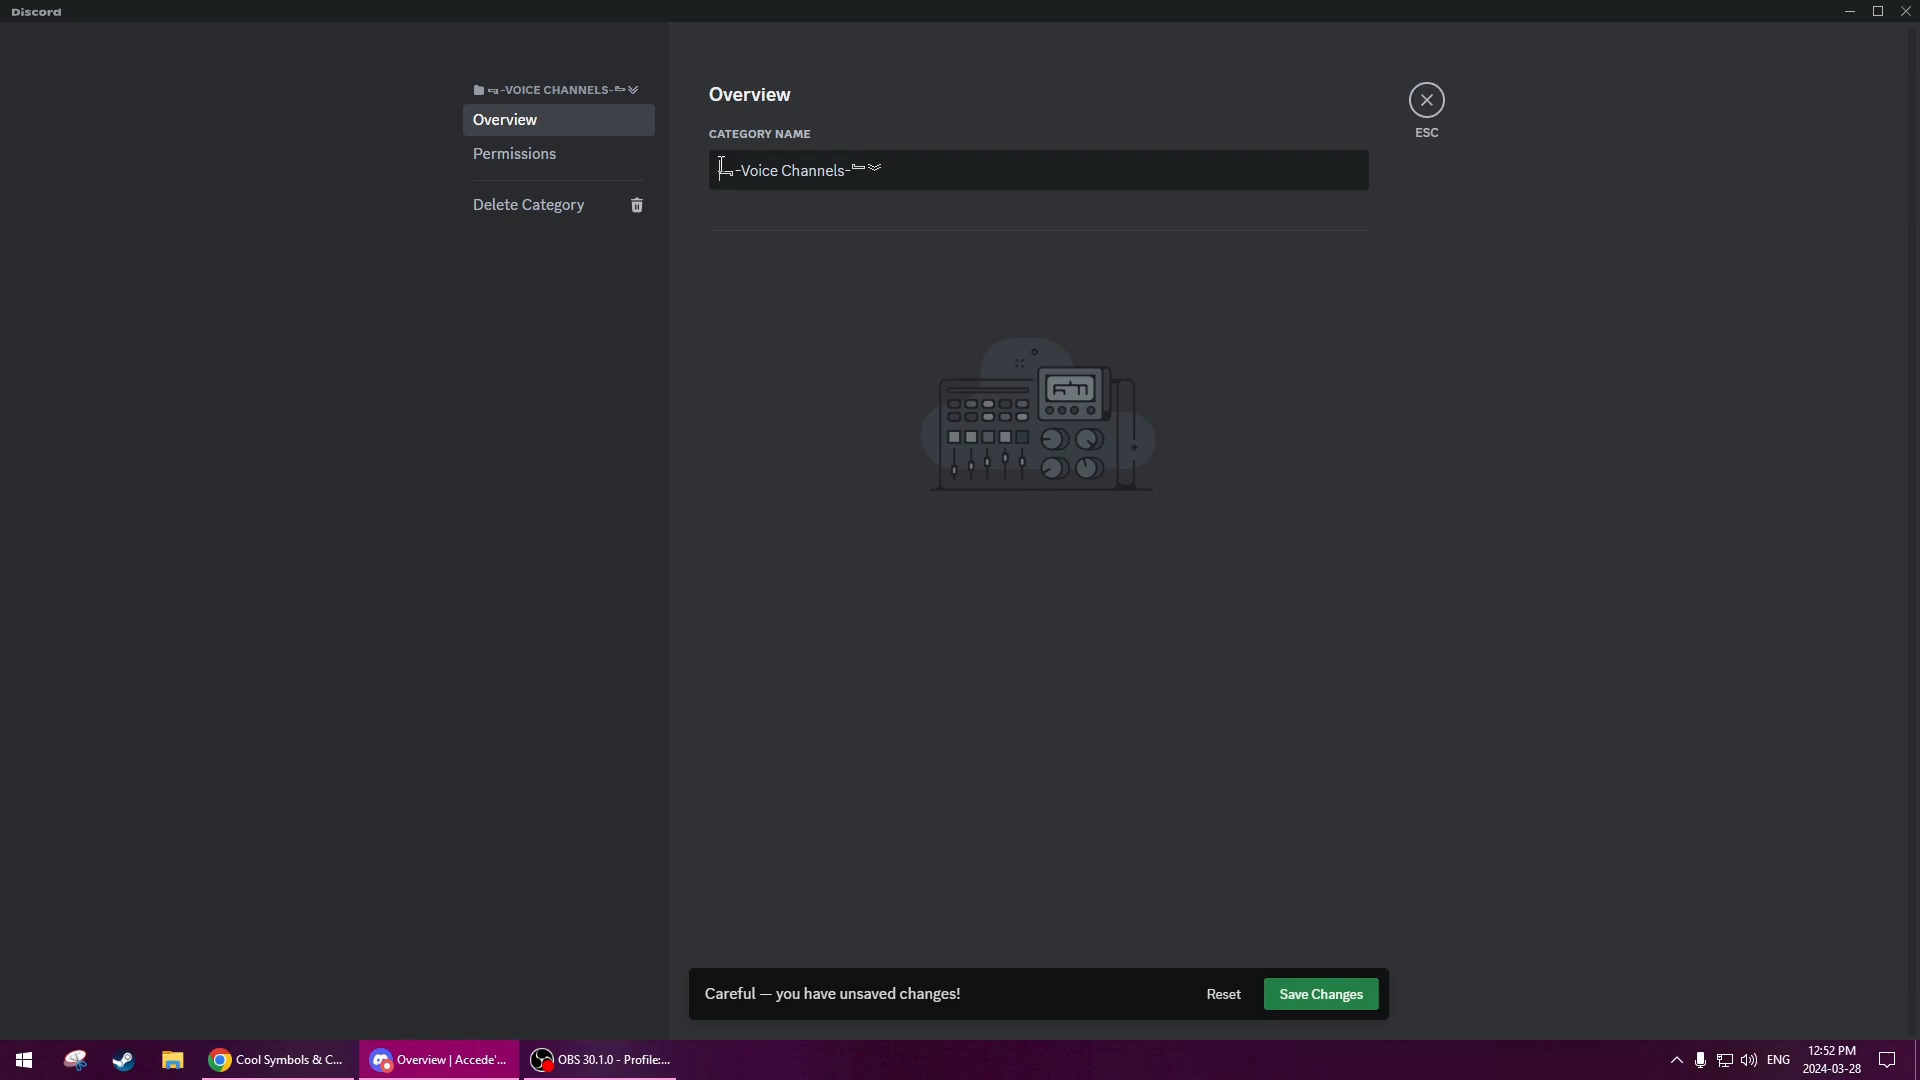 Discord
-VOICE CHANNELS-
Overview
Permissions
Delete Category
Overview
CATEGORY NAME
-Voice Channels-
ESC
Careful — you have unsaved changes!
Reset
Save Changes
Cool Symbols & C...
Overview | Accede'...
OBS 30.1.0 - Profile:...
ENG
12:52 PM
2024-03-28